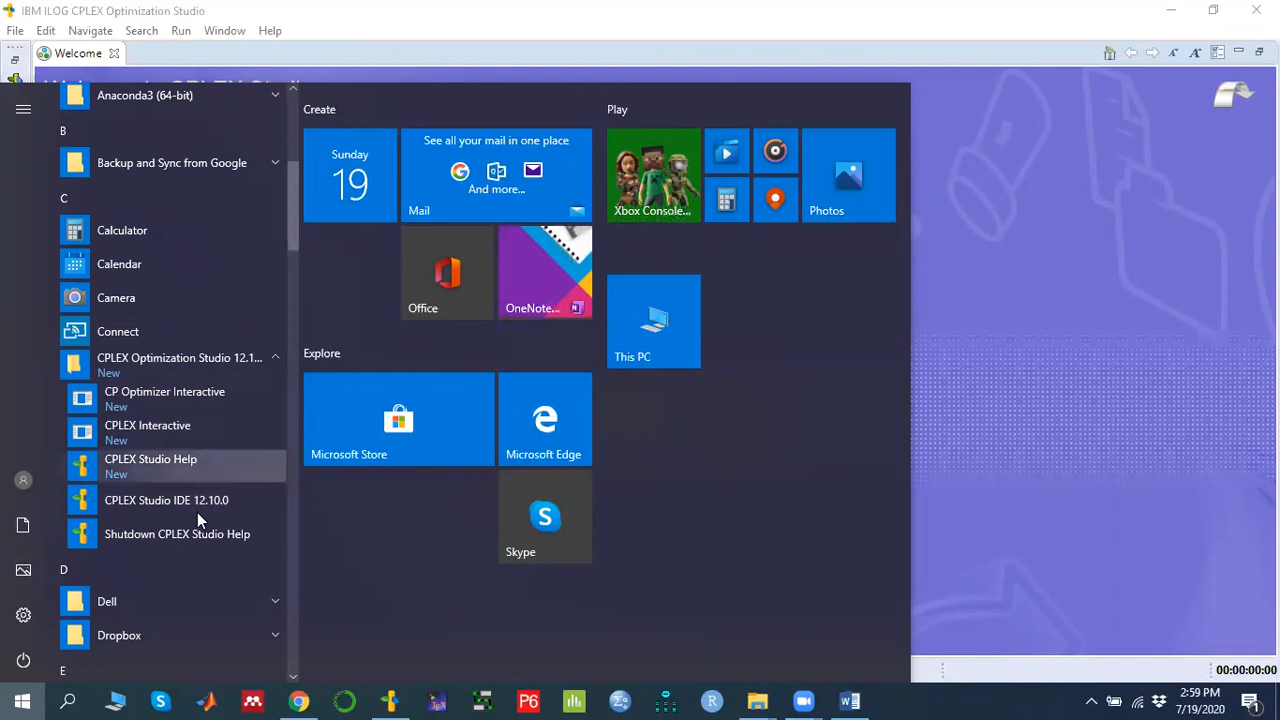 IBM ILOG CPLEX Optimization Studio
File Edit Navigate Search Run Window Help
Welcome
Anaconda3 (64-bit)
B
Backup and Sync from Google
C
Calculator
Calendar
Camera
Connect
CPLEX Optimization Studio 12.1...
New
CP Optimizer Interactive
New
CPLEX Interactive
New
CPLEX Studio Help
New
CPLEX Studio IDE 12.10.0
Shutdown CPLEX Studio Help
D
Dell
Dropbox
E
Create
Sunday
19
See all your mail in one place
And more...
Mail
Office
OneNote...
Explore
Microsoft Store
Microsoft Edge
Skype
Play
Xbox Console...
Photos
This PC
00:00:00:00
2:59 PM
7/19/2020